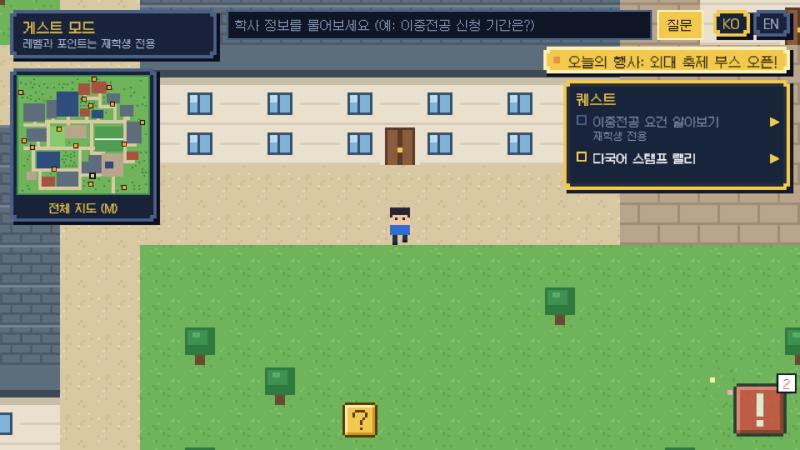 게스트 모드
레벨과 포인트는 재학생 전용
학사 정보를 물어보세요 (예: 이중전공 신청 기간은?)
질문
KO
EN
오늘의 행사: 외대 축제 부스 오픈!
퀘스트
이중전공 요건 알아보기
재학생 전용
다국어 스탬프 랠리
전체 지도 (M)
?
!
2